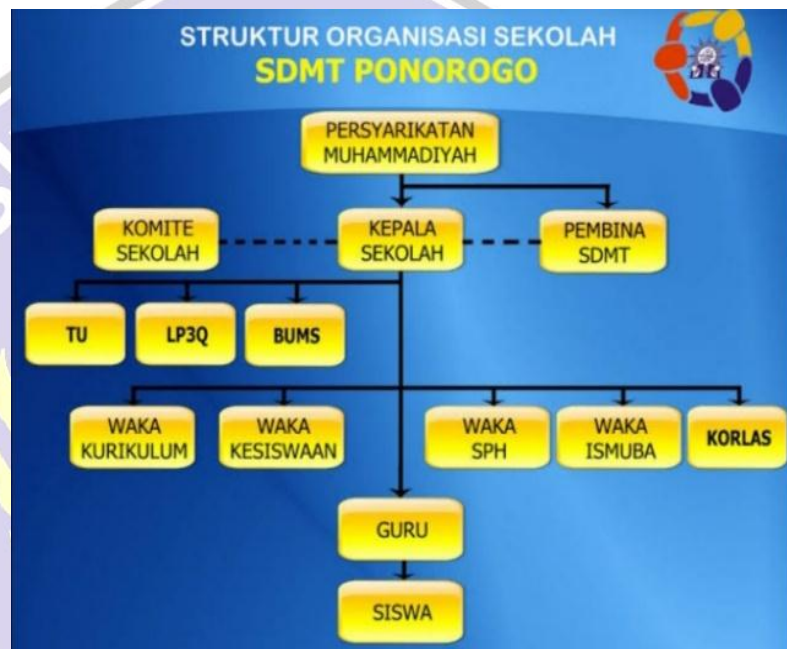 STRUKTUR ORGANISASI SEKOLAH
SDMT PONOROGO
PERSYARIKATAN
MUHAMMADIYAH
KOMITE
SEKOLAH
KEPALA
SEKOLAH
PEMBINA
SDMT
TU
LP3Q
BUMS
WAKA
KURIKULUM
WAKA
KESISWAAN
WAKA
SPH
WAKA
ISMUBA
KORLAS
GURU
SISWA